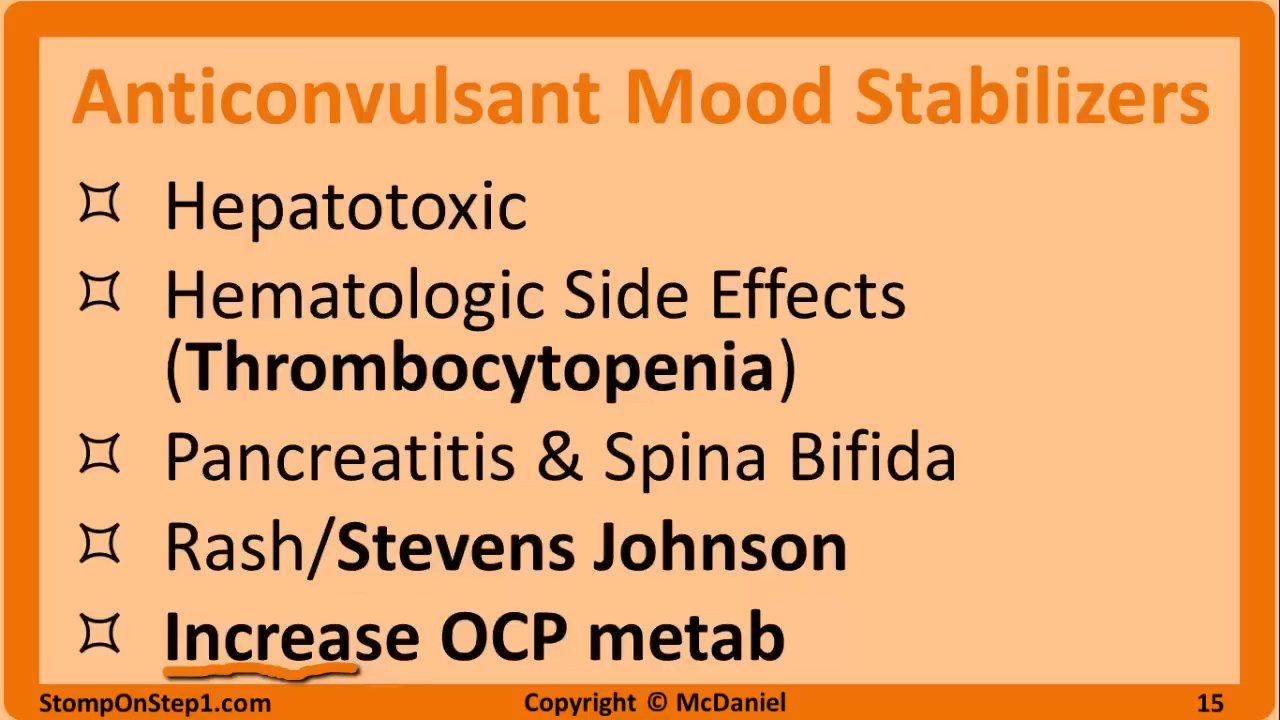 Anticonvulsant Mood Stabilizers
Hepatotoxic
Hematologic Side Effects
(Thrombocytopenia)
Pancreatitis & Spina Bifida
Rash/Stevens Johnson
Increase OCP metab
StompOnStep1.com Copyright © McDaniel 15